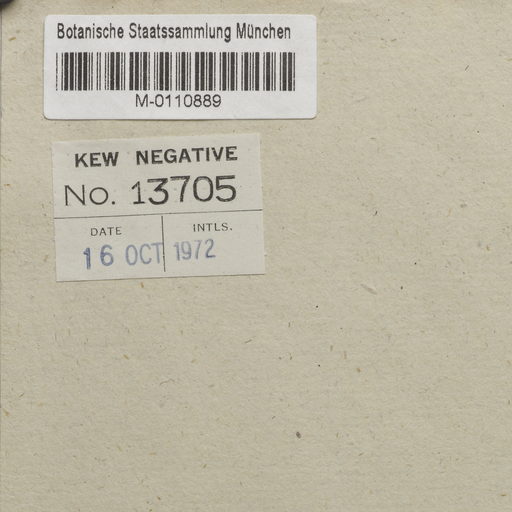 Botanische Staatssammlung München
M-0110889
KEW NEGATIVE
No. 13705
DATE INTLS.
16 OCT 1972